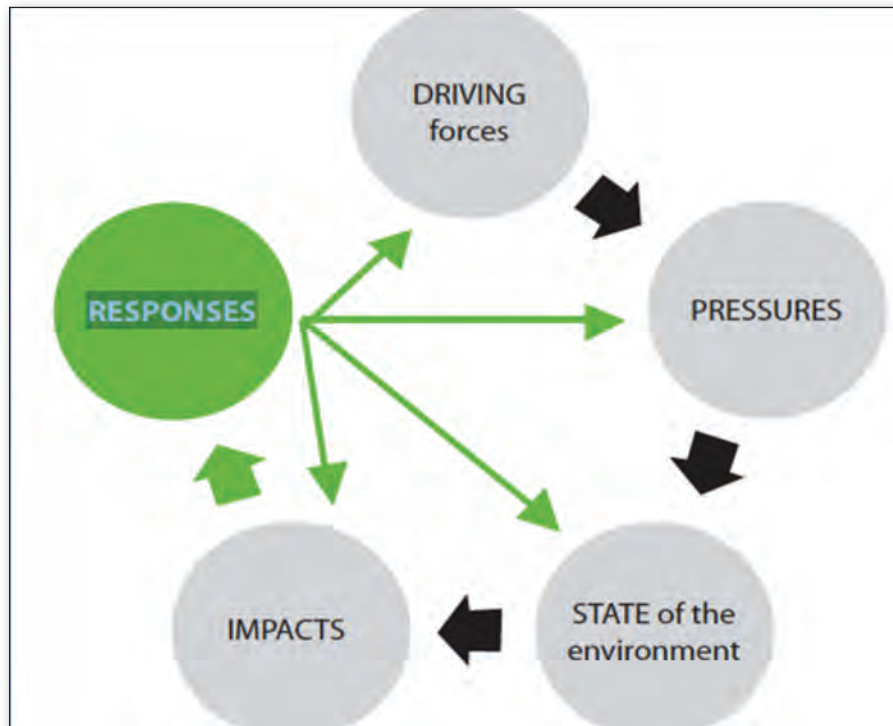 DRIVING
forces
RESPONSES
PRESSURES
IMPACTS
STATE of the
environment